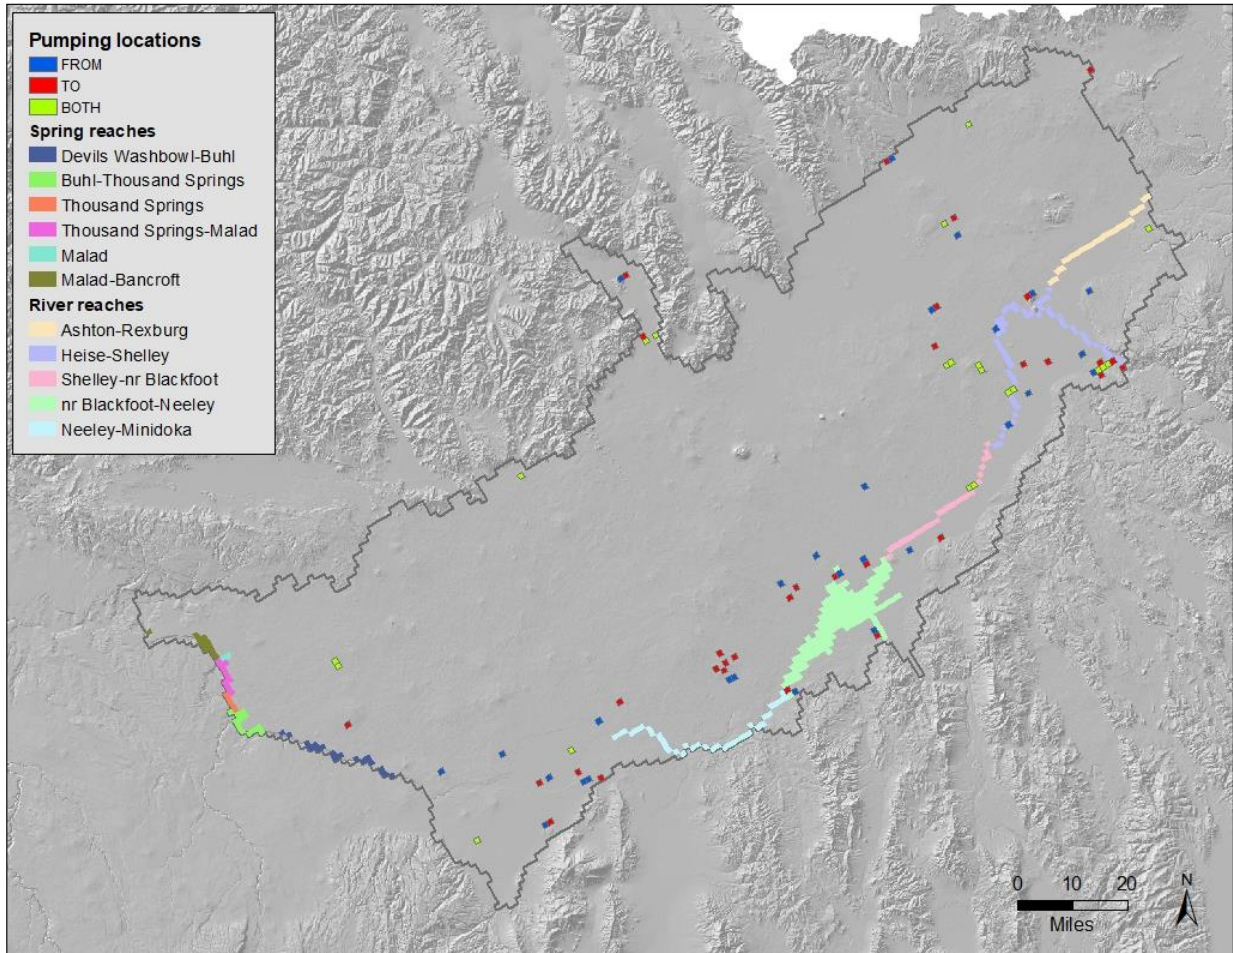 Pumping locations
FROM
TO
BOTH
Spring reaches
Devils Washbowl-Buhl
Buhl-Thousand Springs
Thousand Springs
Thousand Springs-Malad
Malad
Malad-Bancroft
River reaches
Ashton-Rexburg
Heise-Shelley
Shelley-nr Blackfoot
nr Blackfoot-Neeley
Neeley-Minidoka
0 10 20
Miles
N